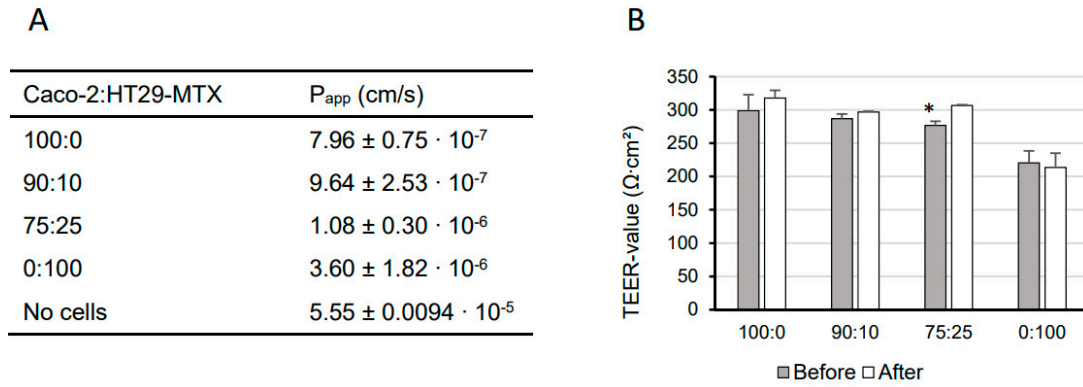 A
Caco-2:HT29-MTX P_app (cm/s)
100:0 7.96 ± 0.75 · 10⁻⁷
90:10 9.64 ± 2.53 · 10⁻⁷
75:25 1.08 ± 0.30 · 10⁻⁶
0:100 3.60 ± 1.82 · 10⁻⁶
No cells 5.55 ± 0.0094 · 10⁻⁵
B
TEER-value (Ω·cm²)
350
300
250
200
150
100
50
0
*
100:0 90:10 75:25 0:100
Before After